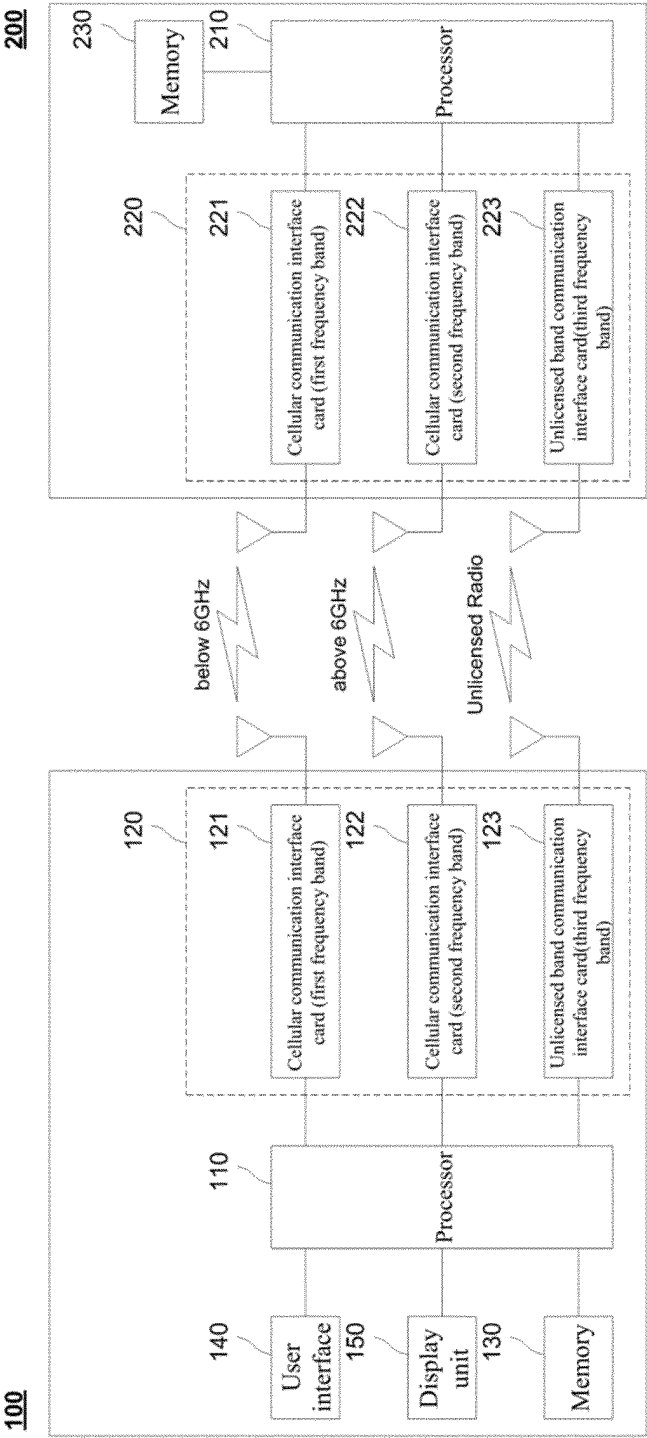 100
140
User
interface
150
Display
unit
130
Memory
110
Processor
120
121
Cellular communication interface
card (first frequency band)
122
Cellular communication interface
card (second frequency band)
123
Unlicensed band communication
interface card(third frequency
band)
below 6GHz
above 6GHz
Unlicensed Radio
200
220
221
Cellular communication interface
card (first frequency band)
222
Cellular communication interface
card (second frequency band)
223
Unlicensed band communication
interface card(third frequency
band)
230
Memory
210
Processor